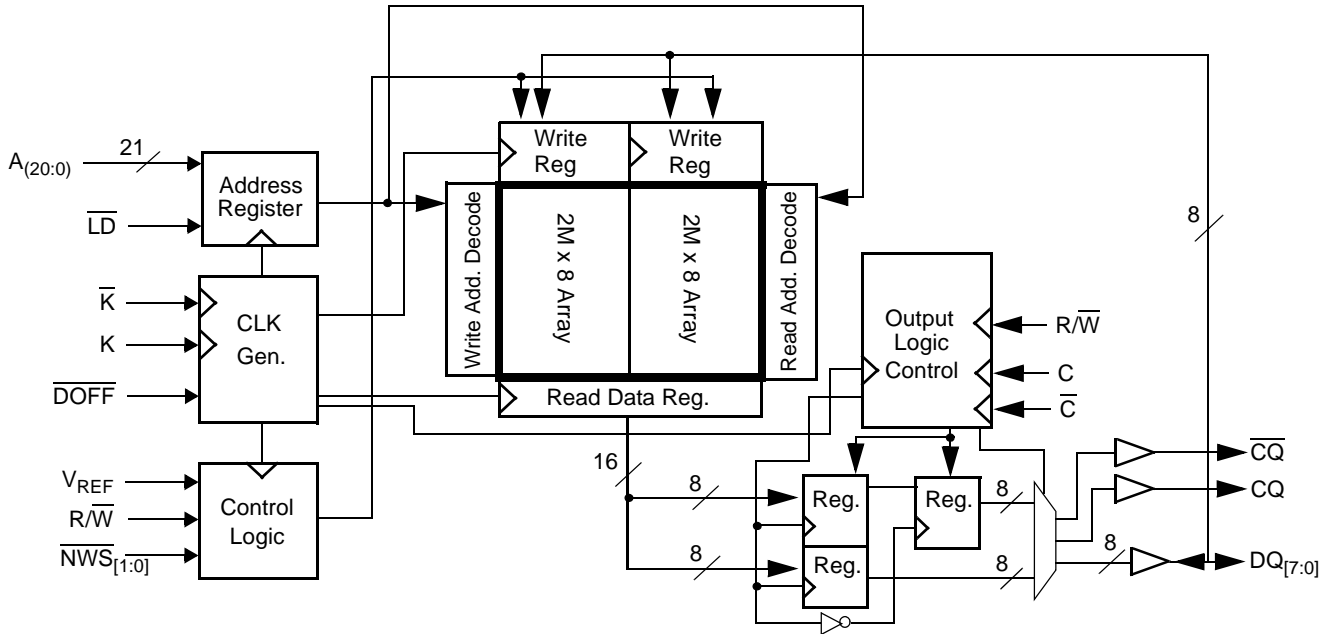 A(20:0)
21
LD
Address
Register
K
K
DOFF
CLK
Gen.
VREF
R/W
NWS[1:0]
Control
Logic
Write
Reg
Write
Reg
Write Add. Decode
2M x 8 Array
2M x 8 Array
Read Add. Decode
Read Data Reg.
16
8
8
Output
Logic
Control
R/W
C
C
8
Reg.
Reg.
Reg.
8
8
8
CQ
CQ
DQ[7:0]